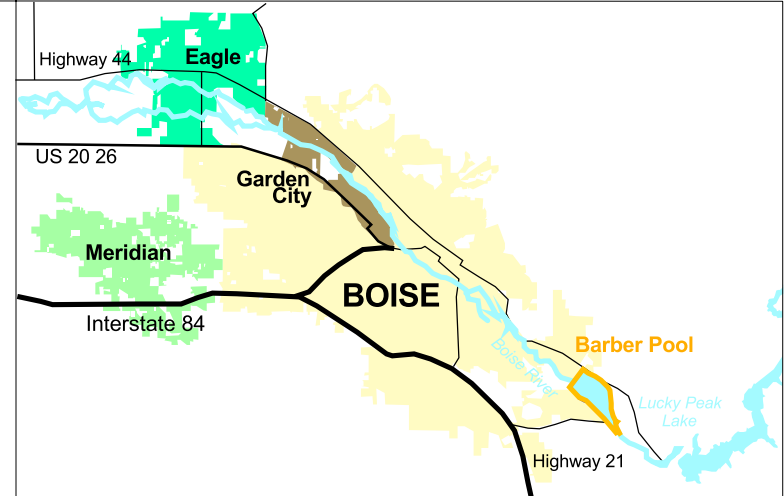 Eagle
Highway 44
US 20 26
Garden
City
Meridian
BOISE
Interstate 84
Barber Pool
Boise River
Lucky Peak
Lake
Highway 21